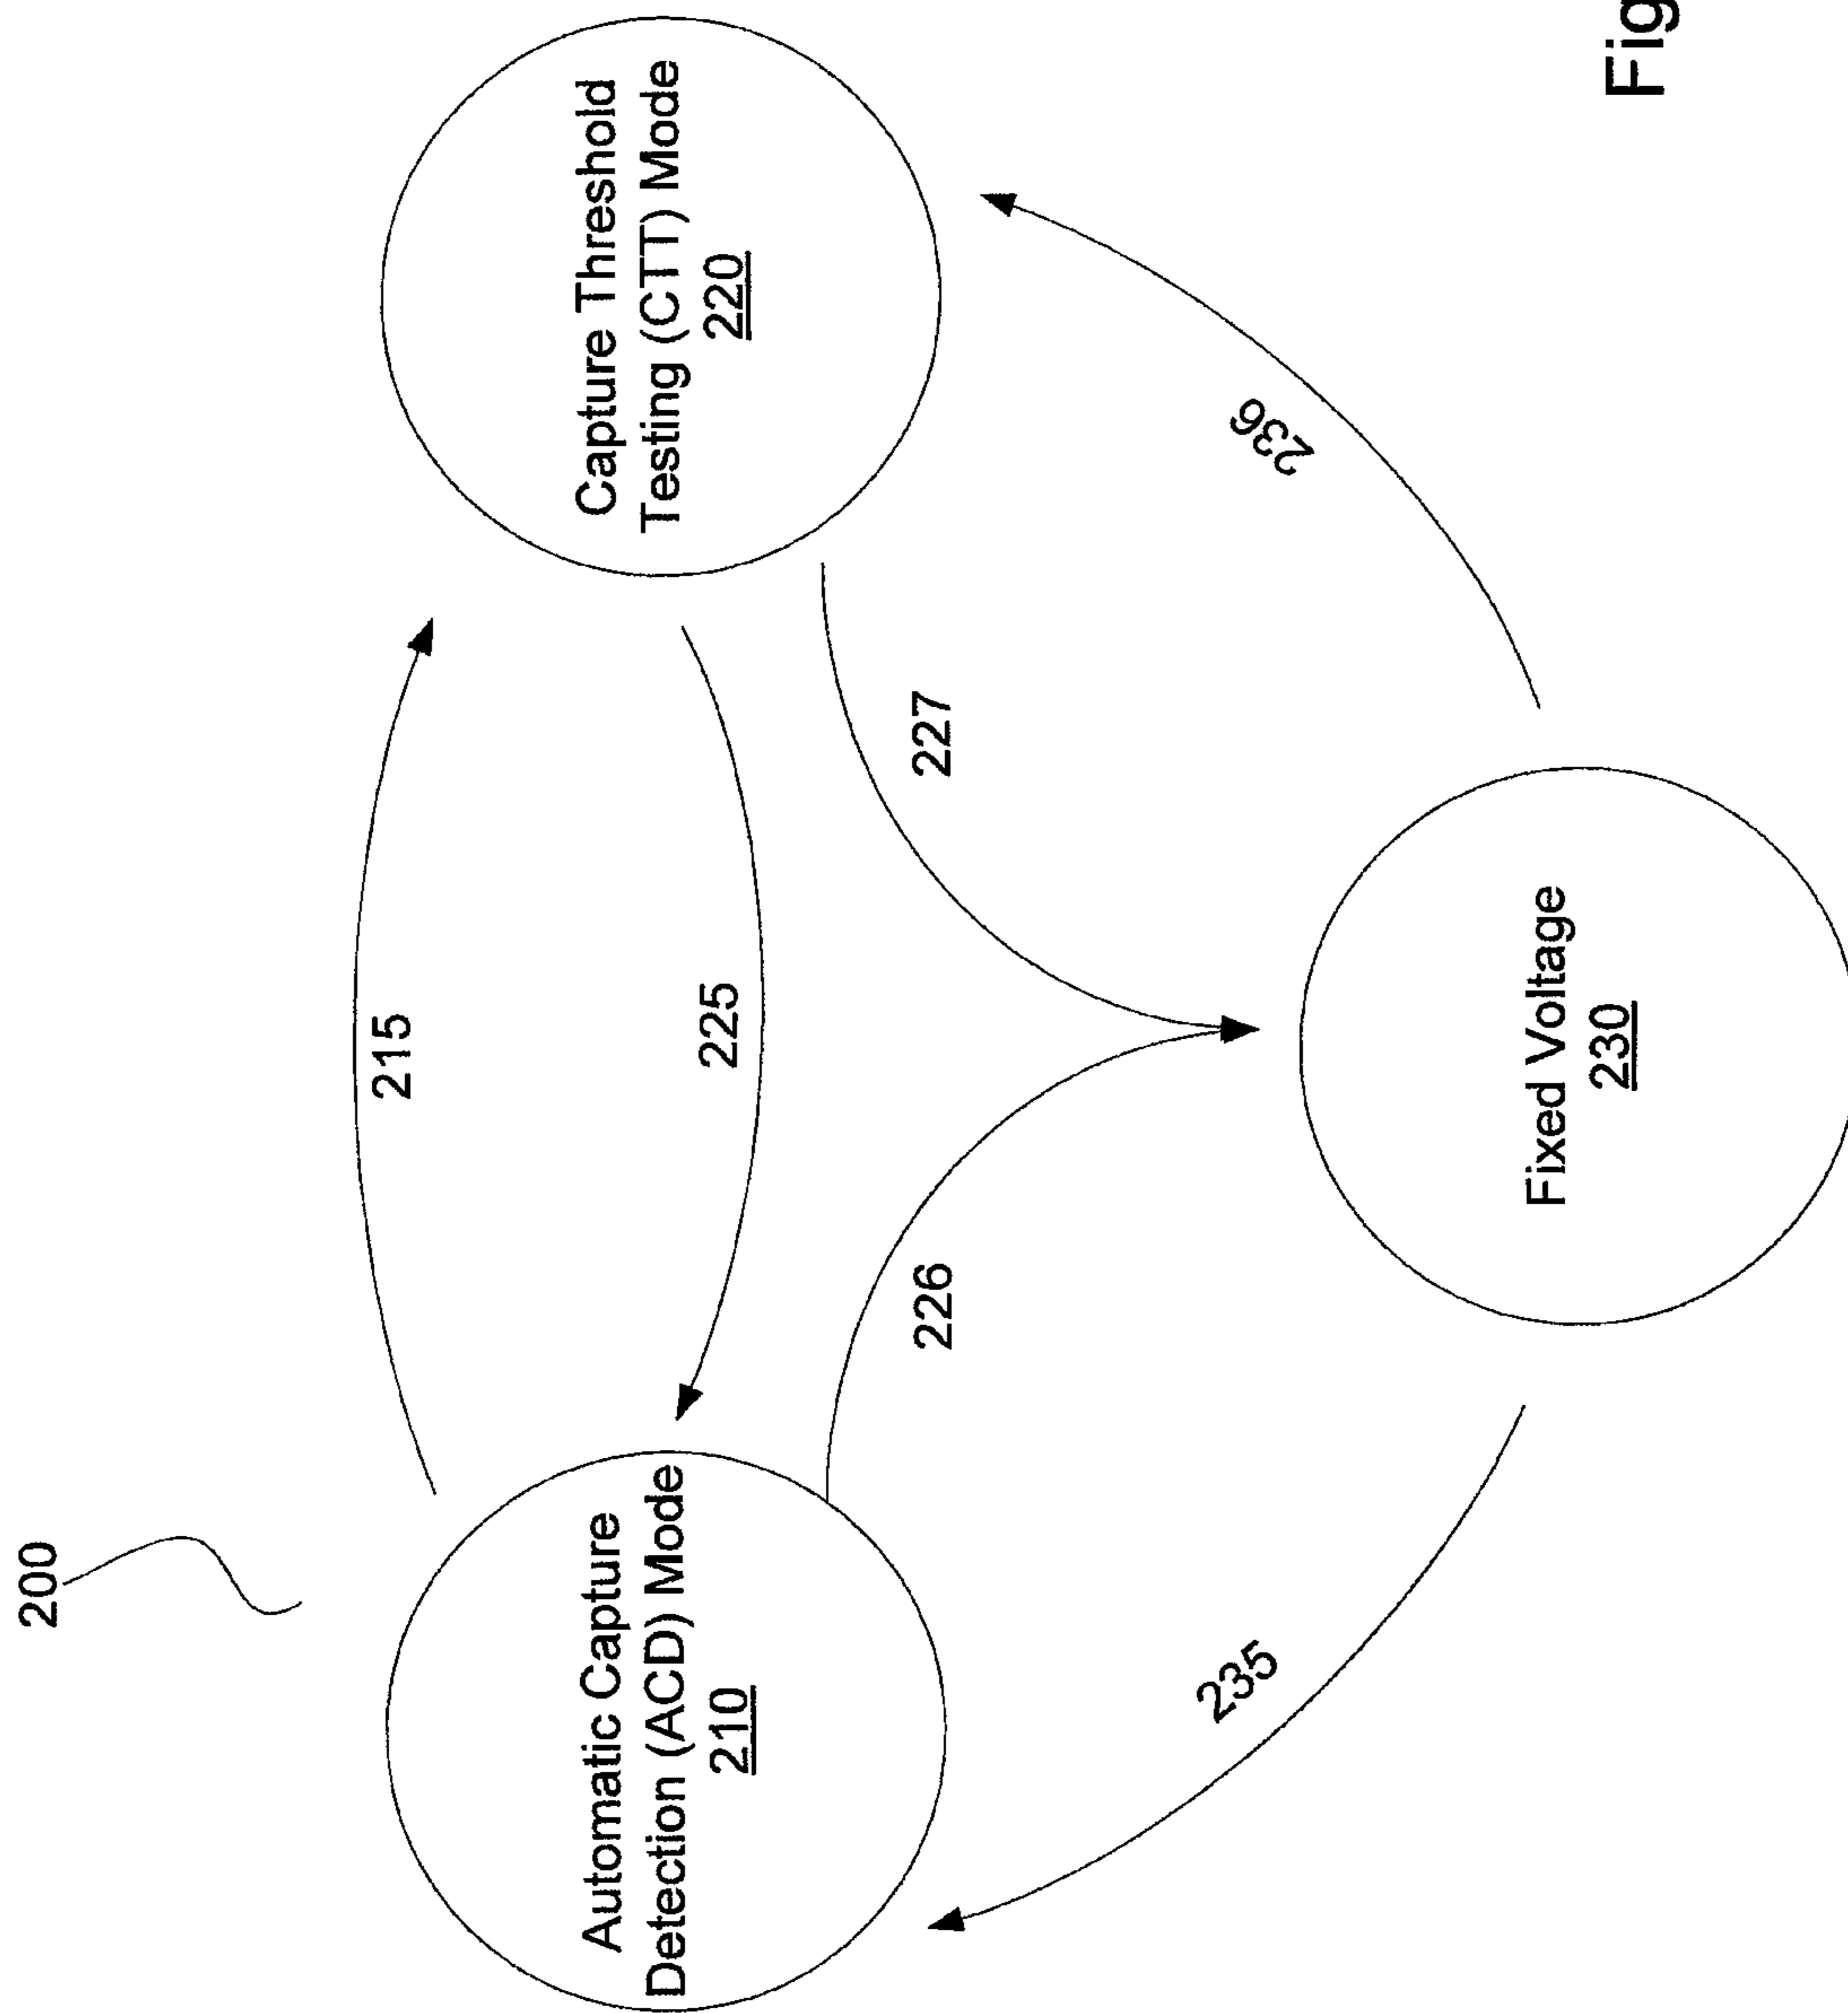 200
215
Automatic Capture
Detection (ACD) Mode
210
Capture Threshold
Testing (CTT) Mode
220
225
226
227
235
236
Fixed Voltage
230
Fig